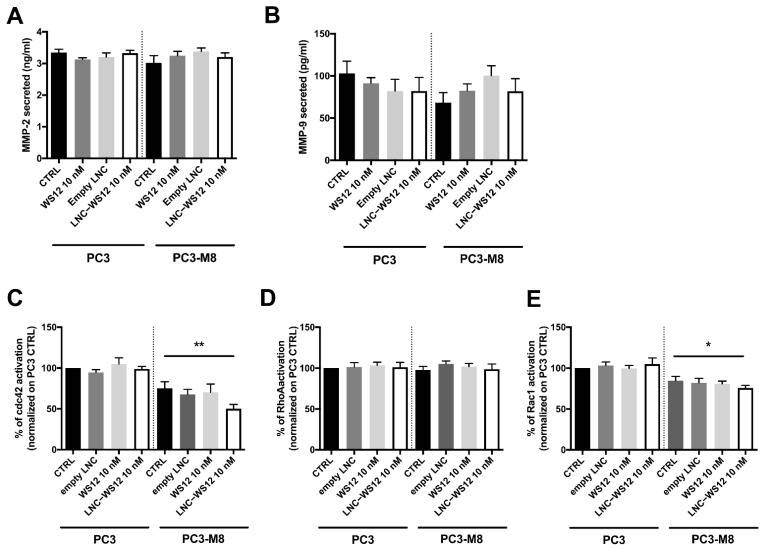 A
MMP-2 secreted (ng/ml)
4
3
2
1
0
CTRL
WS12 10 nM
Empty LNC
LNC–WS12 10 nM
CTRL
WS12 10 nM
Empty LNC
LNC–WS12 10 nM
PC3
PC3-M8
B
MMP-9 secreted (pg/ml)
150
100
50
0
CTRL
WS12 10 nM
Empty LNC
LNC–WS12 10 nM
CTRL
WS12 10 nM
Empty LNC
LNC–WS12 10 nM
PC3
PC3-M8
C
% of cdc42 activation
(normalized on PC3 CTRL)
150
100
50
0
**
CTRL
empty LNC
WS12 10 nM
LNC–WS12 10 nM
CTRL
empty LNC
WS12 10 nM
LNC–WS12 10 nM
PC3
PC3-M8
D
% of RhoAactivation
(normalized on PC3 CTRL)
150
100
50
0
CTRL
empty LNC
WS12 10 nM
LNC–WS12 10 nM
CTRL
empty LNC
WS12 10 nM
LNC–WS12 10 nM
PC3
PC3-M8
E
% of Rac1 activation
(normalized on PC3 CTRL)
150
100
50
0
*
CTRL
empty LNC
WS12 10 nM
LNC–WS12 10 nM
CTRL
empty LNC
WS12 10 nM
LNC–WS12 10 nM
PC3
PC3-M8